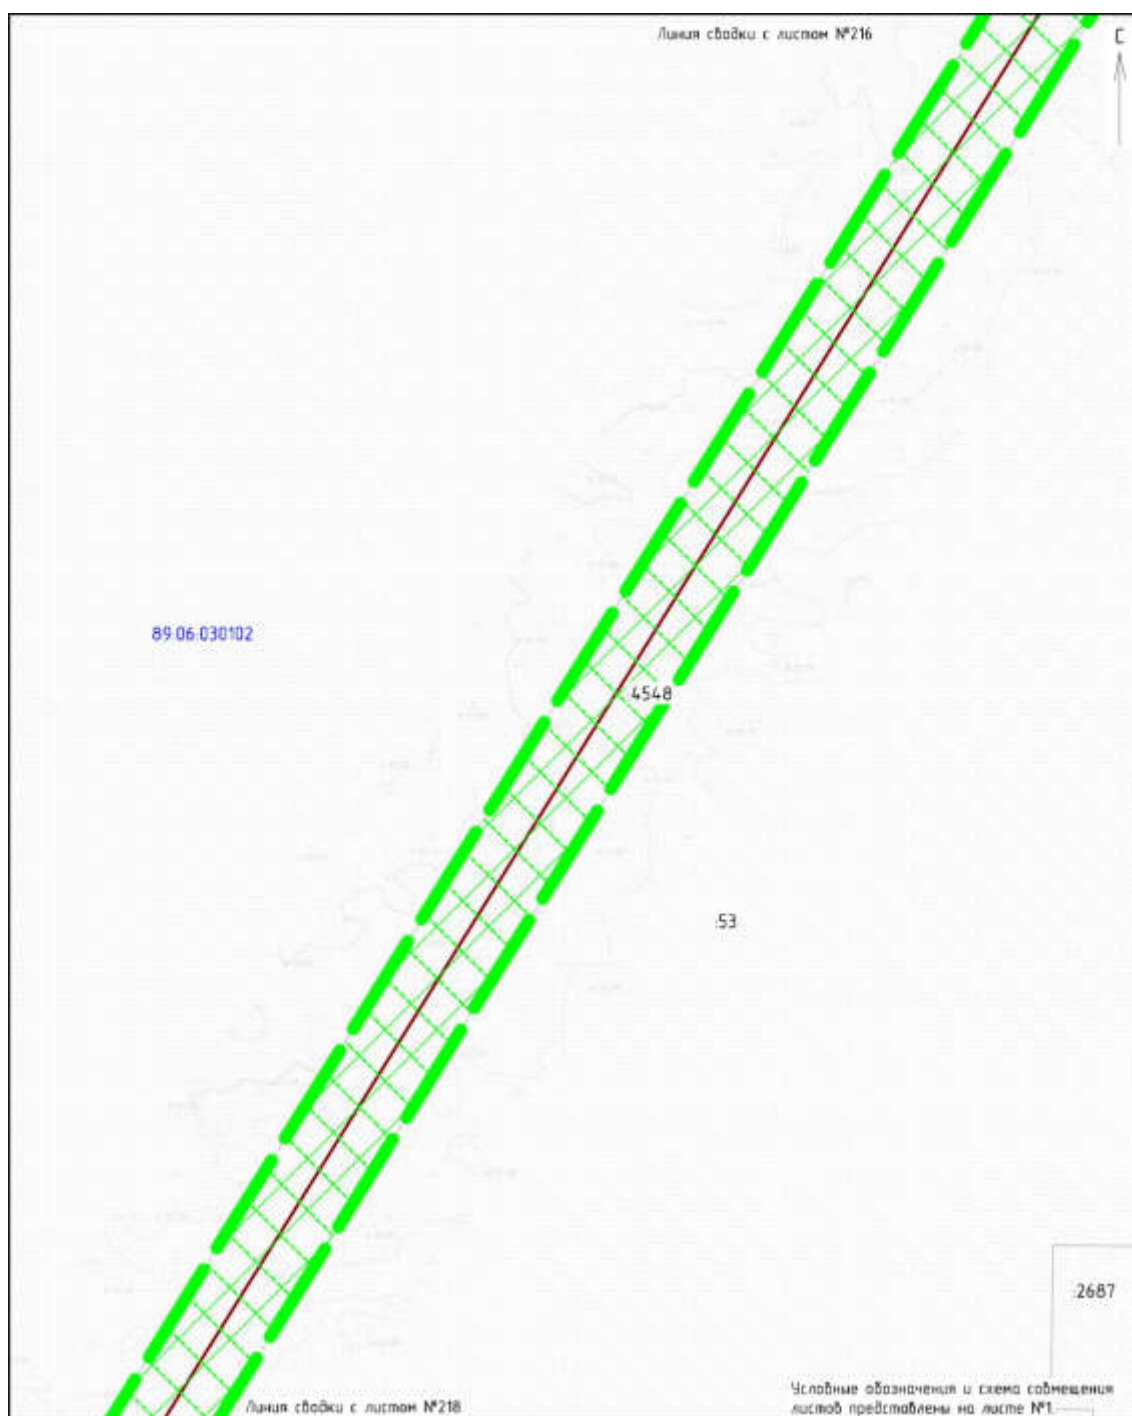 Линия сводки с листом №216
С
89:06:030102
4548
:53
:2687
Линия сводки с листом №218
Условные обозначения и схема совмещения
листов представлены на листе №1